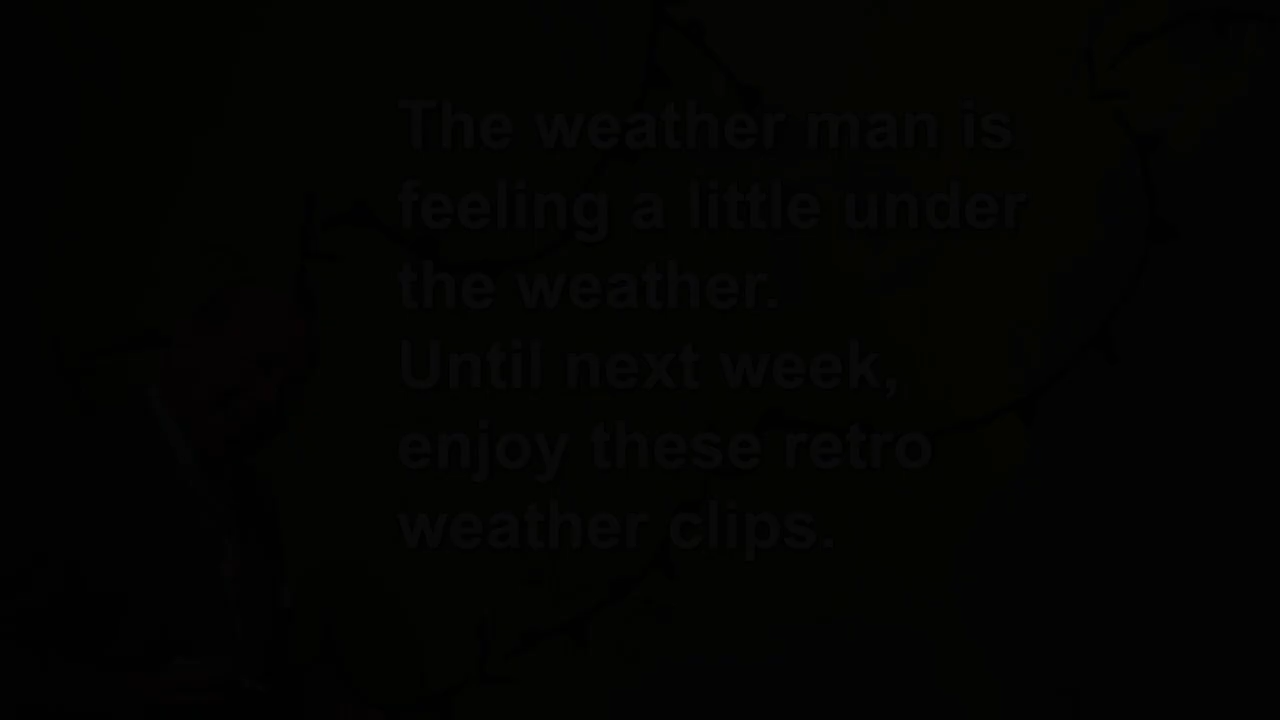 The weather man is
feeling a little under
the weather.
Until next week,
enjoy these retro
weather clips.